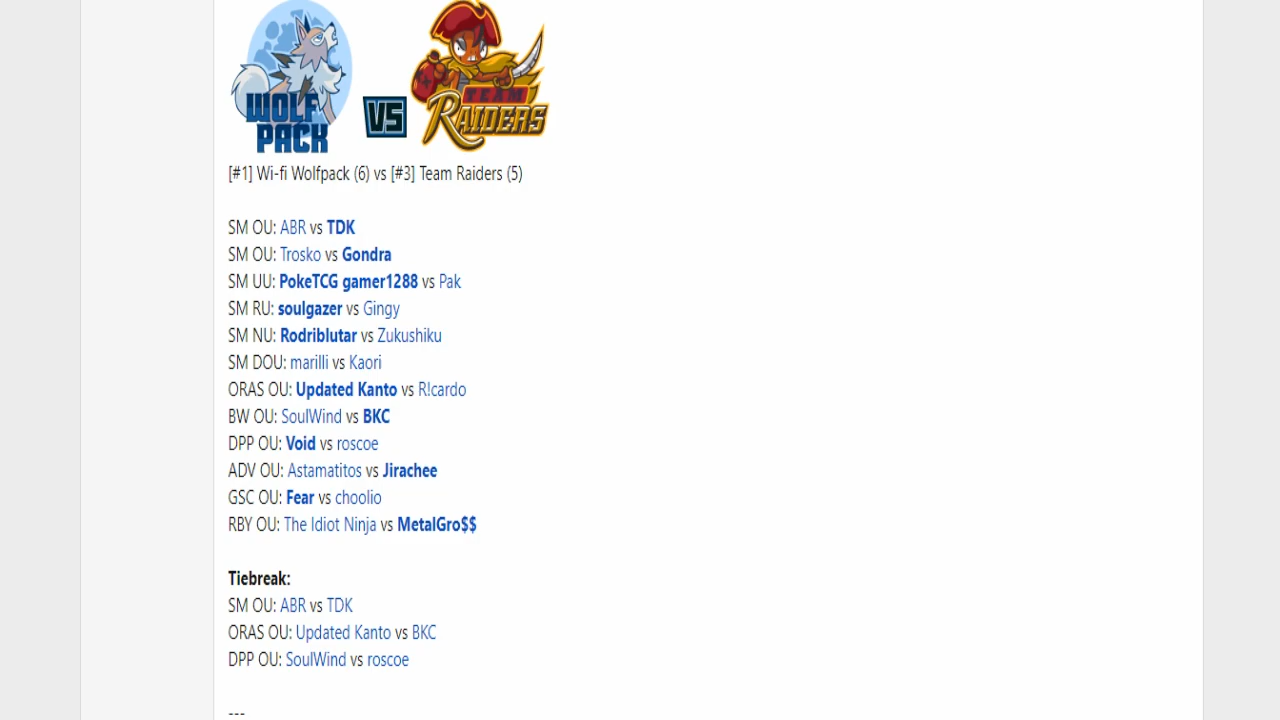 WOLF
PACK
VS
TEAM
RAIDERS
[#1] Wi-fi Wolfpack (6) vs [#3] Team Raiders (5)
SM OU: ABR vs TDK
SM OU: Trosko vs Gondra
SM UU: PokeTCG gamer1288 vs Pak
SM RU: soulgazer vs Gingy
SM NU: Rodriblutar vs Zukushiku
SM DOU: marilli vs Kaori
ORAS OU: Updated Kanto vs R!cardo
BW OU: SoulWind vs BKC
DPP OU: Void vs roscoe
ADV OU: Astamatitos vs Jirachee
GSC OU: Fear vs choolio
RBY OU: The Idiot Ninja vs MetalGro$$
Tiebreak:
SM OU: ABR vs TDK
ORAS OU: Updated Kanto vs BKC
DPP OU: SoulWind vs roscoe
---